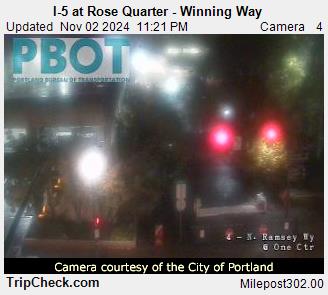 I-5 at Rose Quarter - Winning Way
Updated Nov 02 2024 11:21 PM Camera 4
PBOT
PORTLAND BUREAU OF TRANSPORTATION
4 - N. Ramsey Wy
@ One Ctr
Camera courtesy of the City of Portland
TripCheck.com Milepost302.00